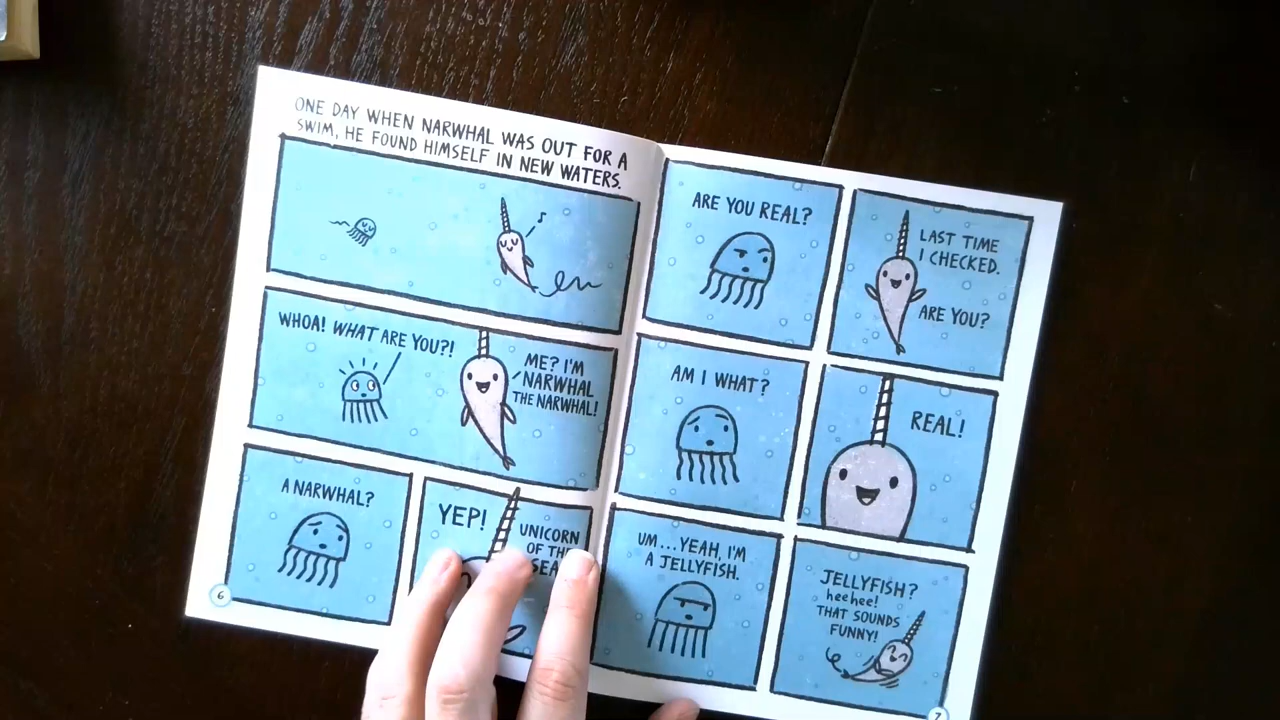 ONE DAY WHEN NARWHAL WAS OUT FOR A
SWIM, HE FOUND HIMSELF IN NEW WATERS.
WHOA! WHAT ARE YOU?!
ME? I'M
NARWHAL
THE NARWHAL!
A NARWHAL?
YEP!
UNICORN
OF THE
SEA
6
ARE YOU REAL?
LAST TIME
I CHECKED.
ARE YOU?
AM I WHAT?
REAL!
UM...YEAH, I'M
A JELLYFISH.
JELLYFISH?
heehee!
THAT SOUNDS
FUNNY!
7